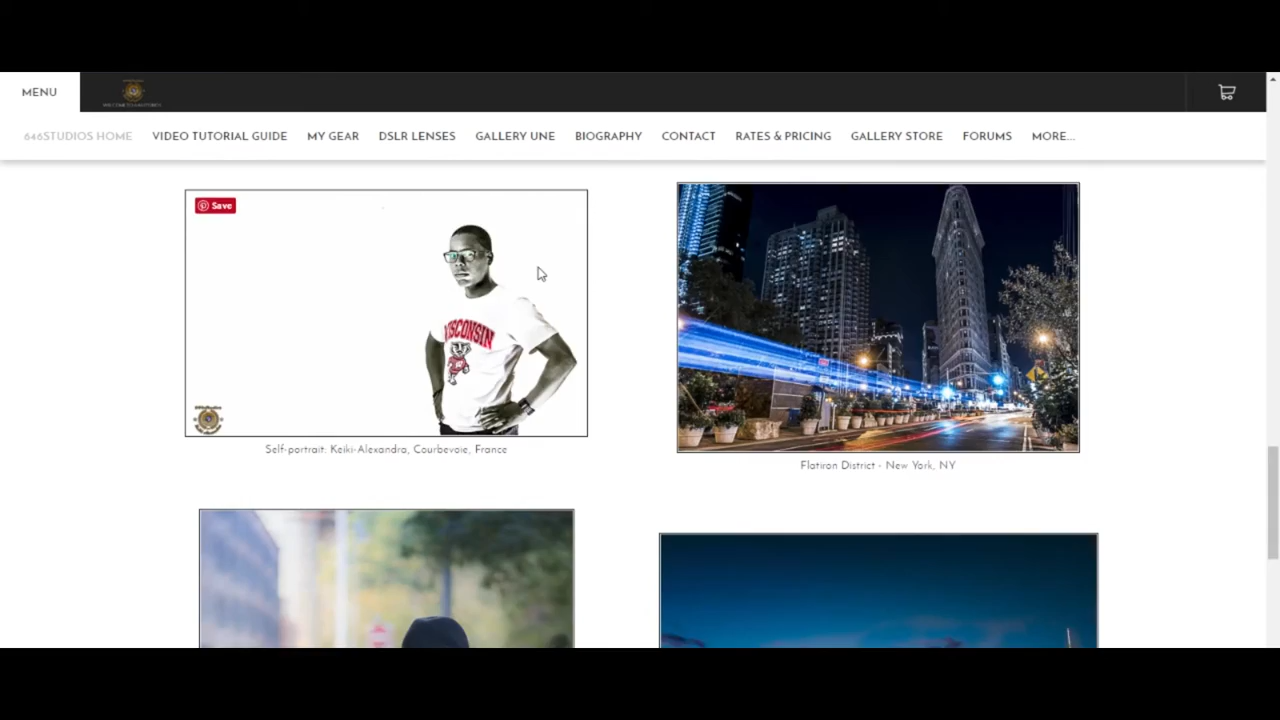 MENU
646STUDIOS HOME VIDEO TUTORIAL GUIDE MY GEAR DSLR LENSES GALLERY UNE BIOGRAPHY CONTACT RATES & PRICING GALLERY STORE FORUMS MORE...
Save
WISCONSIN
Self-portrait: Keiki-Alexandra, Courbevoie, France
Flatiron District - New York, NY